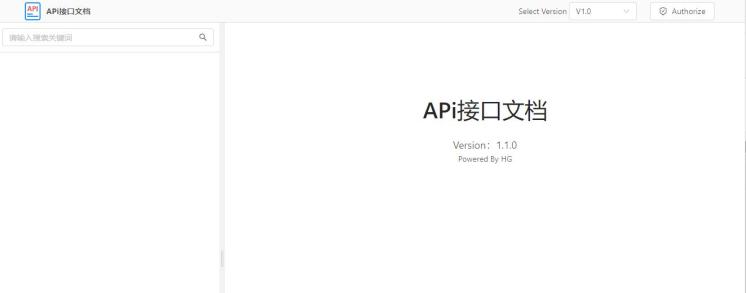 API
APi接口文档
Select Version
V1.0
Authorize
请输入搜索关键词
APi接口文档
Version：1.1.0
Powered By HG